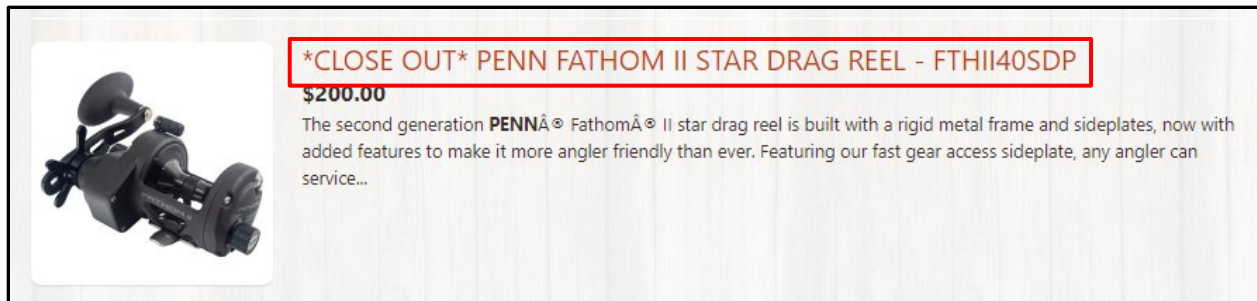 *CLOSE OUT* PENN FATHOM II STAR DRAG REEL - FTHII40SDP
$200.00
The second generation PENNÂ® FathomÂ® II star drag reel is built with a rigid metal frame and sideplates, now with
added features to make it more angler friendly than ever. Featuring our fast gear access sideplate, any angler can
service...
FATHOM II